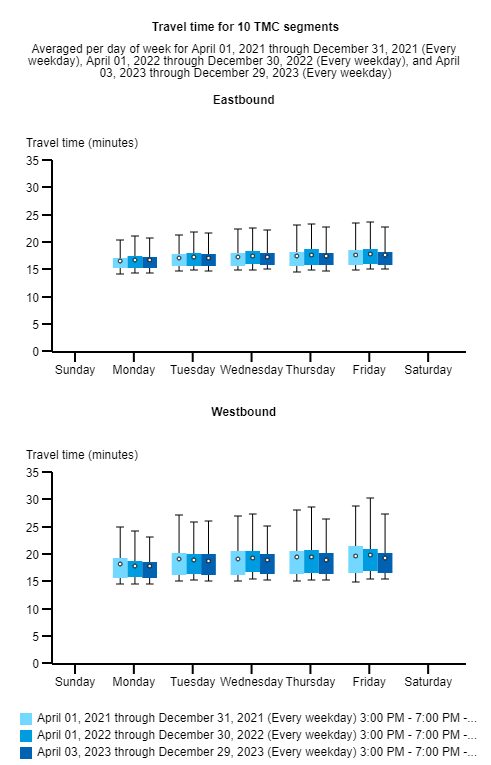 Travel time for 10 TMC segments
Averaged per day of week for April 01, 2021 through December 31, 2021 (Every
weekday), April 01, 2022 through December 30, 2022 (Every weekday), and April
03, 2023 through December 29, 2023 (Every weekday)
Eastbound
Travel time (minutes)
35
30
25
20
15
10
5
0
Sunday Monday Tuesday Wednesday Thursday Friday Saturday
Westbound
Travel time (minutes)
35
30
25
20
15
10
5
0
Sunday Monday Tuesday Wednesday Thursday Friday Saturday
April 01, 2021 through December 31, 2021 (Every weekday) 3:00 PM - 7:00 PM -...
April 01, 2022 through December 30, 2022 (Every weekday) 3:00 PM - 7:00 PM -...
April 03, 2023 through December 29, 2023 (Every weekday) 3:00 PM - 7:00 PM -...